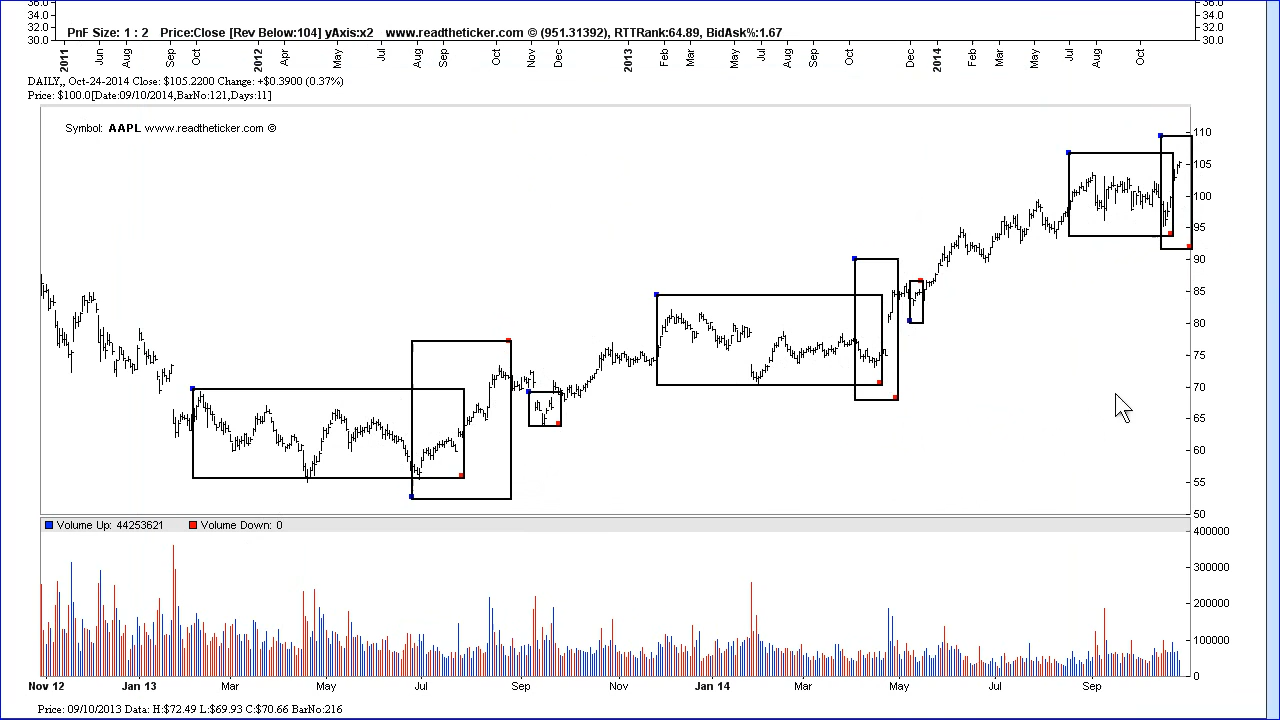 36.0 36.0
34.0 34.0
32.0 32.0
30.0 30.0
PnF Size: 1 : 2 Price:Close [Rev Below:104] yAxis:x2 www.readtheticker.com © (951.31392), RTTRank:64.89, BidAsk%:1.67
2011 Jun Aug Sep Oct 2012 Apr May Jul Aug Sep Oct Nov Dec 2013 Feb Mar May Jul Aug Sep Oct Dec 2014 Feb Mar May Jun Jul Aug Oct
DAILY,, Oct-24-2014 Close: $105.2200 Change: +$0.3900 (0.37%)
Price: $100.0[Date:09/10/2014,BarNo:121,Days:11]
Symbol: AAPL www.readtheticker.com ©
110
105
100
95
90
85
80
75
70
65
60
55
50
Volume Up: 44253621 Volume Down: 0
400000
300000
200000
100000
0
Nov 12 Jan 13 Mar May Jul Sep Nov Jan 14 Mar May Jul Sep
Price: 09/10/2013 Data: H:$72.49 L:$69.93 C:$70.66 BarNo:216